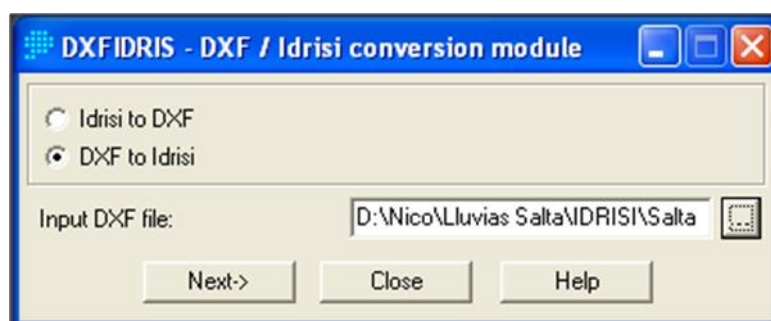 DXFIDRIS - DXF / Idrisi conversion module
Idrisi to DXF
DXF to Idrisi
Input DXF file: D:\Nico\Lluvias Salta\IDRISI\Salta ...
Next-> Close Help